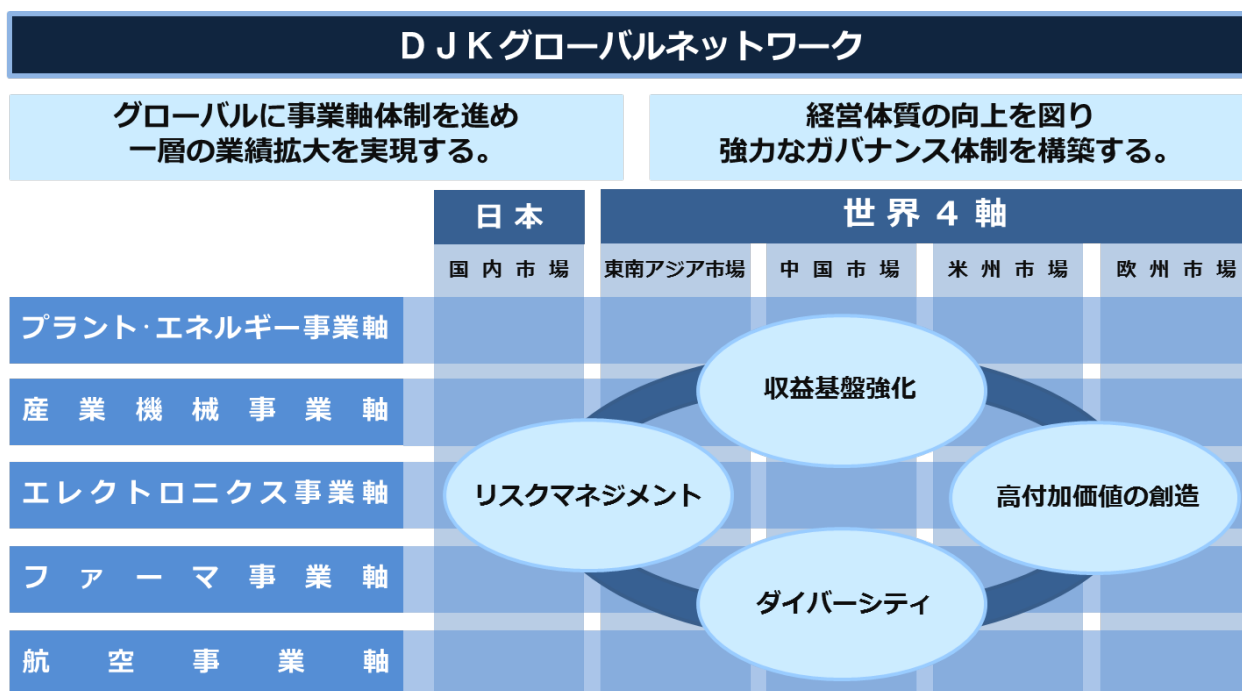 ＤＪＫグローバルネットワーク
グローバルに事業軸体制を進め
一層の業績拡大を実現する。
経営体質の向上を図り
強力なガバナンス体制を構築する。
日本
世界４軸
国内市場
東南アジア市場
中国市場
米州市場
欧州市場
プラント・エネルギー事業軸
産業機械事業軸
エレクトロニクス事業軸
ファーマ事業軸
航空事業軸
収益基盤強化
リスクマネジメント
高付加価値の創造
ダイバーシティ